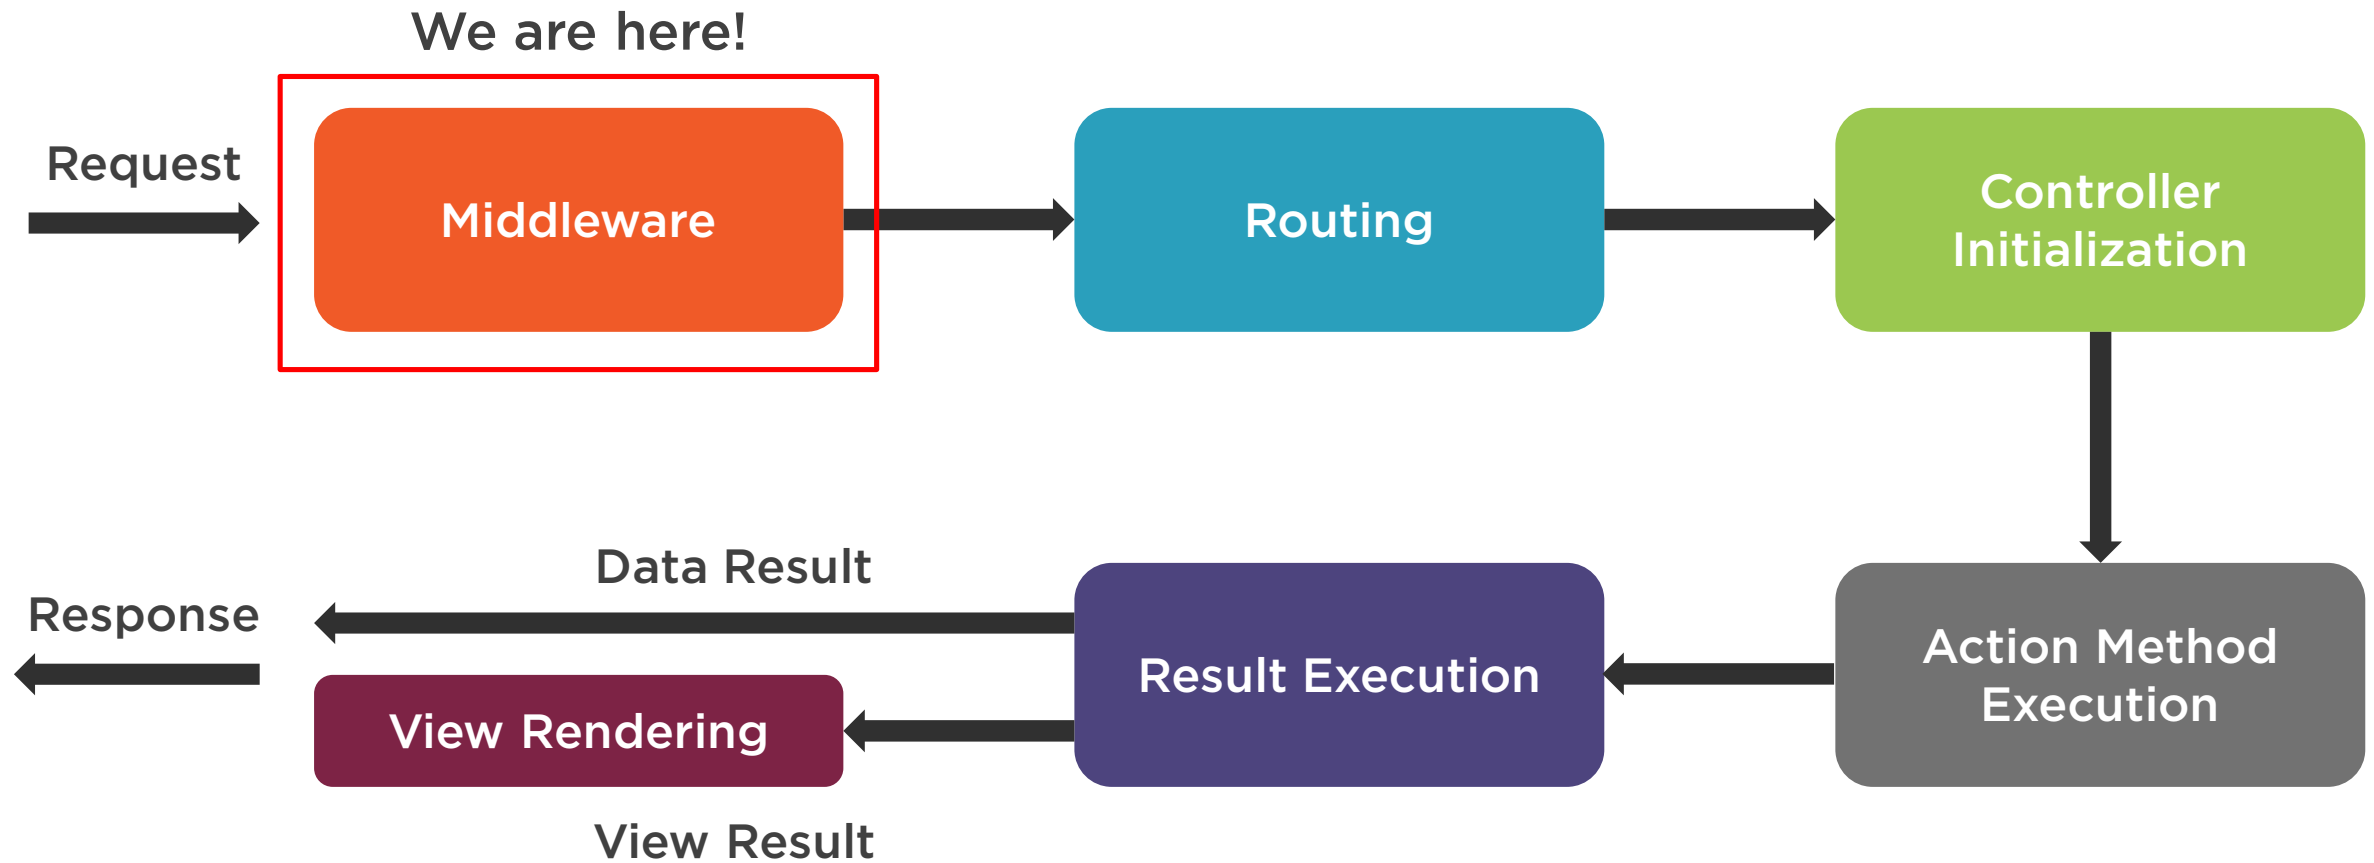 We are here!
Request
Middleware
Routing
Controller
Initialization
Data Result
Response
View Rendering
Result Execution
Action Method
Execution
View Result